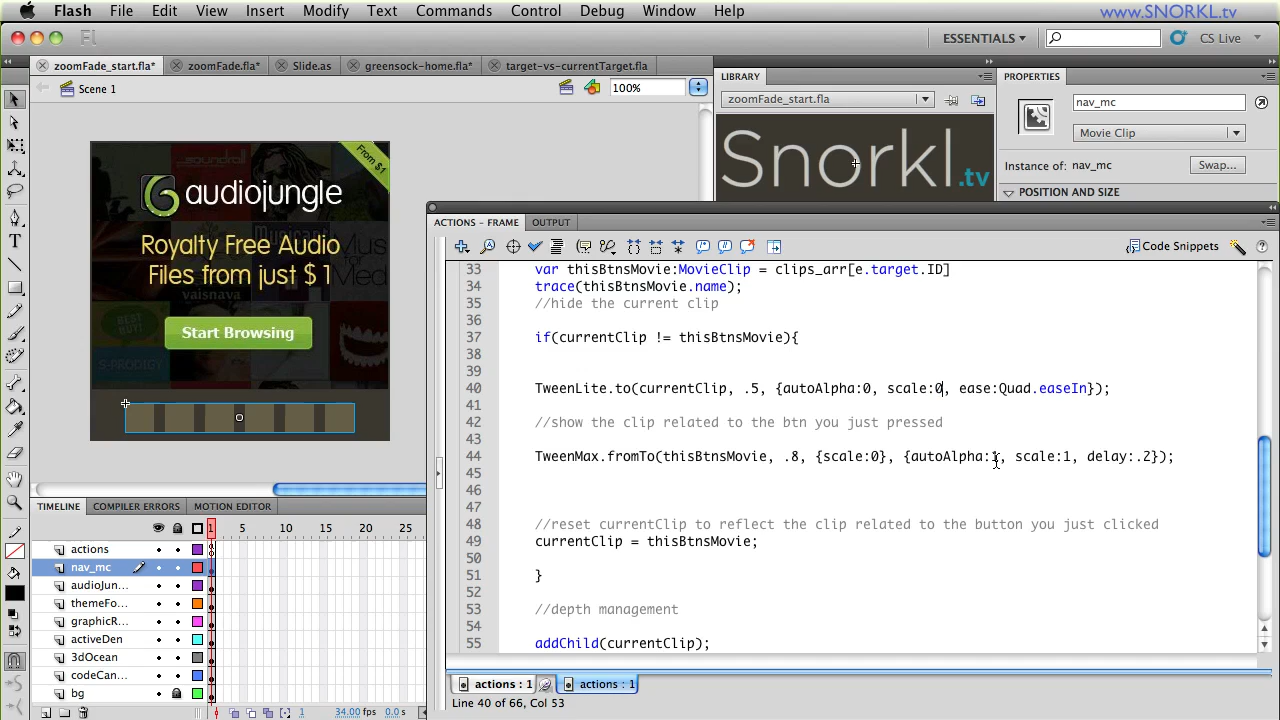 Flash File Edit View Insert Modify Text Commands Control Debug Window Help
www.SNORKL.tv
Fl
ESSENTIALS
CS Live
zoomFade_start.fla*
zoomFade.fla*
Slide.as
greensock-home.fla*
target-vs-currentTarget.fla
Scene 1
100%
LIBRARY
zoomFade_start.fla
Snorkl.tv
PROPERTIES
nav_mc
Movie Clip
Instance of: nav_mc
Swap...
POSITION AND SIZE
From $1
audiojungle
Royalty Free Audio
Files from just $1
Start Browsing
ACTIONS - FRAME
OUTPUT
Code Snippets
33 var thisBtnsMovie:MovieClip = clips_arr[e.target.ID]
34 trace(thisBtnsMovie.name);
35 //hide the current clip
36
37 if(currentClip != thisBtnsMovie){
38
39
40 TweenLite.to(currentClip, .5, {autoAlpha:0, scale:0, ease:Quad.easeIn});
41
42 //show the clip related to the btn you just pressed
43
44 TweenMax.fromTo(thisBtnsMovie, .8, {scale:0}, {autoAlpha:1, scale:1, delay:.2});
45
46
47
48 //reset currentClip to reflect the clip related to the button you just clicked
49 currentClip = thisBtnsMovie;
50
51 }
52
53 //depth management
54
55 addChild(currentClip);
actions : 1
actions : 1
Line 40 of 66, Col 53
TIMELINE
COMPILER ERRORS
MOTION EDITOR
1 5 10 15 20 25
actions
nav_mc
audioJun...
themeFo...
graphicR...
activeDen
3dOcean
codeCan...
bg
1 34.00 fps 0.0 s